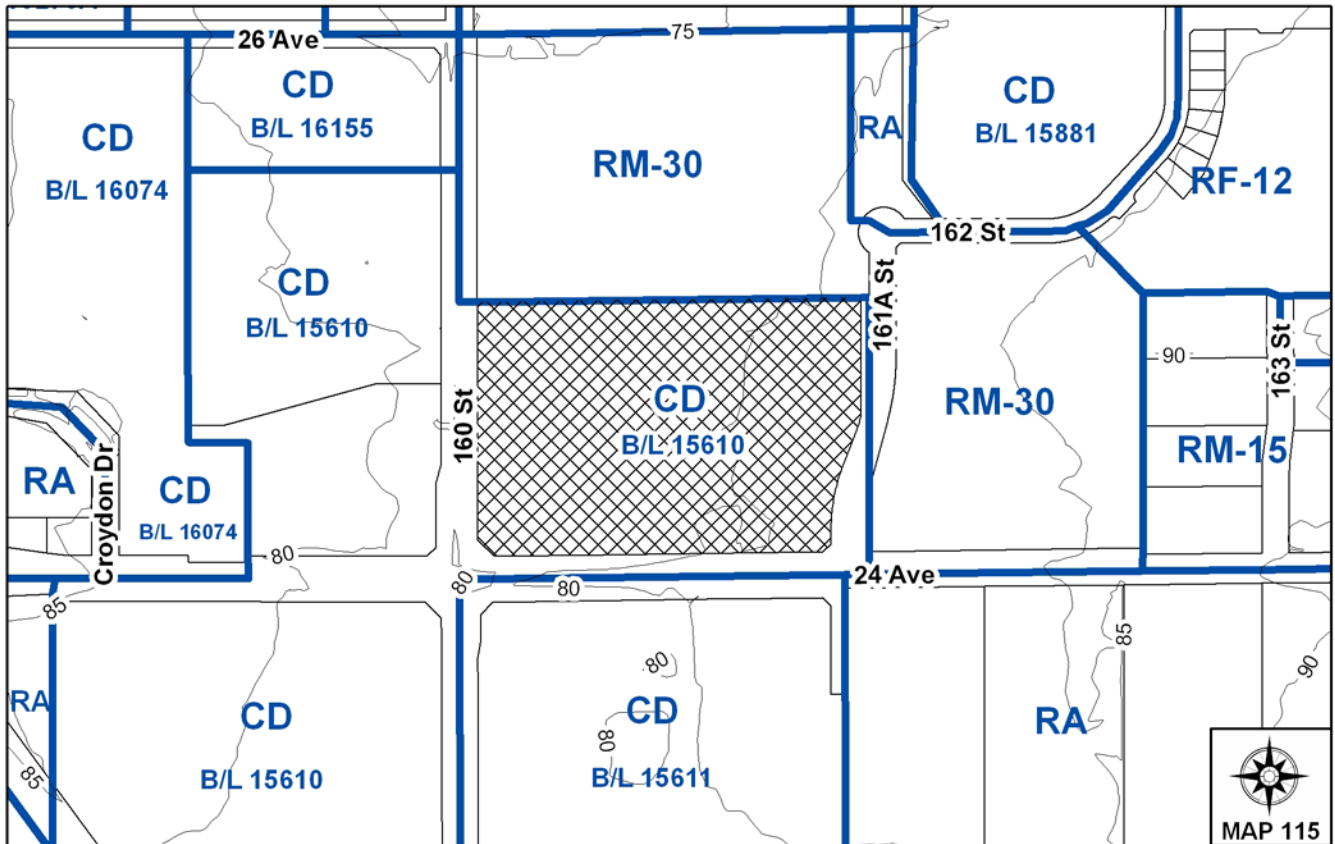 26 Ave
75
CD
B/L 16155
CD
B/L 16074
RM-30
RA
CD
B/L 15881
RF-12
162 St
CD
B/L 15610
161A St
163 St
90
160 St
CD
B/L 15610
RM-30
RM-15
RA
Croydon Dr
CD
B/L 16074
80
80
80
24 Ave
85
85
80
90
RA
CD
B/L 15610
CD
80
B/L 15611
RA
85
MAP 115